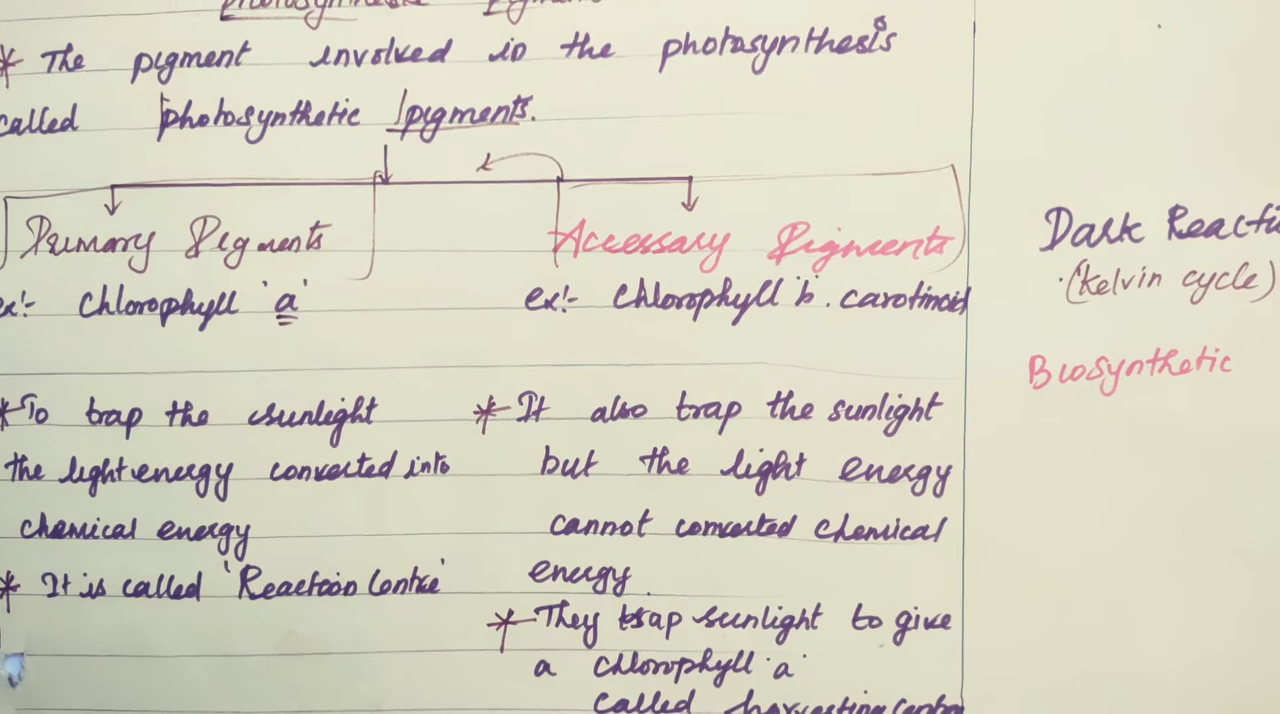 Photosynthetic Pigments
* The pigment involved in the photosynthesis
called photosynthetic pigments.
Primary Pigments
ex:- Chlorophyll 'a'
Accessary Pigments
ex:- Chlorophyll 'b'. carotinoid
* To trap the sunlight
the light energy converted into
chemical energy
* It is called 'Reaction Centre'
* It also trap the sunlight
but the light energy
cannot converted chemical
energy.
* They trap sunlight to give
a chlorophyll 'a'
called harvesting
Dark
(kelvin cycle)
Biosynthetic